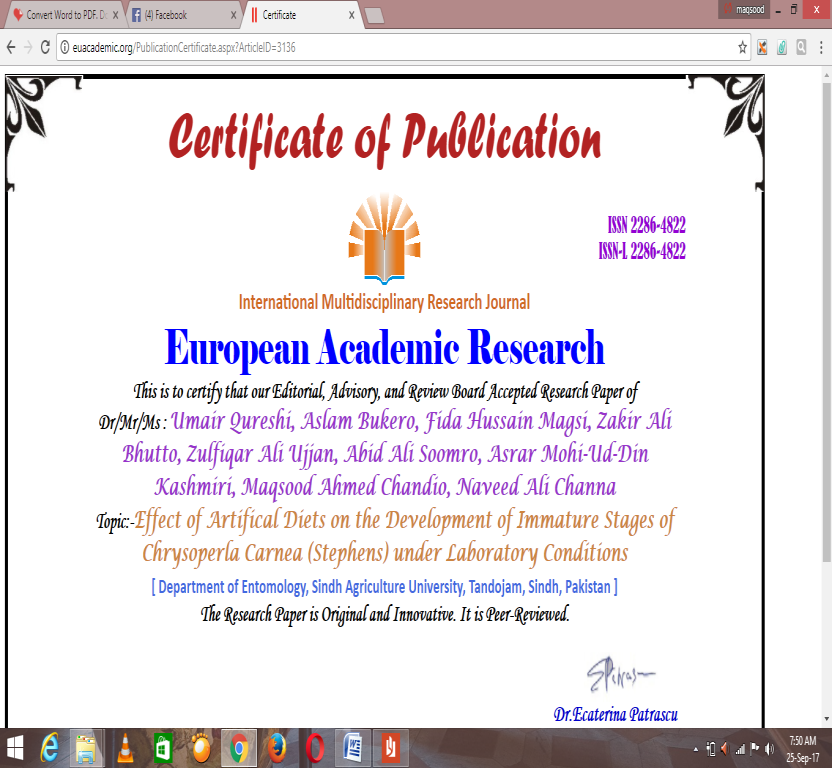 Convert Word to PDF. D
(4) Facebook
Certificate
maqsood
euacademic.org/PublicationCertificate.aspx?ArticleID=3136
Certificate of Publication
ISSN 2286-4822
ISSN-L 2286-4822
International Multidisciplinary Research Journal
European Academic Research
This is to certify that our Editorial, Advisory, and Review Board Accepted Research Paper of
Dr/Mr/Ms : Umair Qureshi, Aslam Bukero, Fida Hussain Magsi, Zakir Ali
Bhutto, Zulfiqar Ali Ujjan, Abid Ali Soomro, Asrar Mohi-Ud-Din
Kashmiri, Maqsood Ahmed Chandio, Naveed Ali Channa
Topic:-Effect of Artifical Diets on the Development of Immature Stages of
Chrysoperla Carnea (Stephens) under Laboratory Conditions
[ Department of Entomology, Sindh Agriculture University, Tandojam, Sindh, Pakistan ]
The Research Paper is Original and Innovative. It is Peer-Reviewed.
Dr.Ecaterina Patrascu
7:50 AM
25-Sep-17